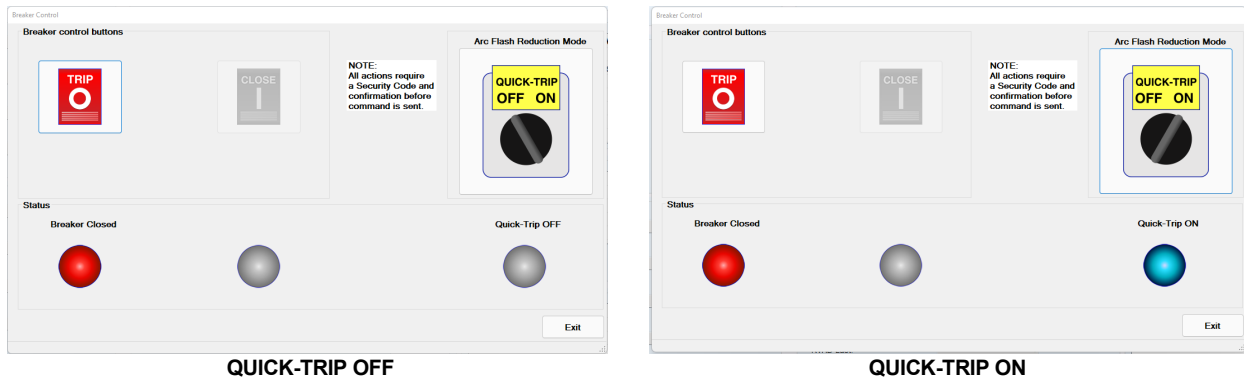 Breaker Control
Breaker control buttons
TRIP
CLOSE
NOTE:
All actions require
a Security Code and
confirmation before
command is sent.
Arc Flash Reduction Mode
QUICK-TRIP
OFF ON
Status
Breaker Closed
Quick-Trip OFF
Exit
QUICK-TRIP OFF
Breaker Control
Breaker control buttons
TRIP
CLOSE
NOTE:
All actions require
a Security Code and
confirmation before
command is sent.
Arc Flash Reduction Mode
QUICK-TRIP
OFF ON
Status
Breaker Closed
Quick-Trip ON
Exit
QUICK-TRIP ON